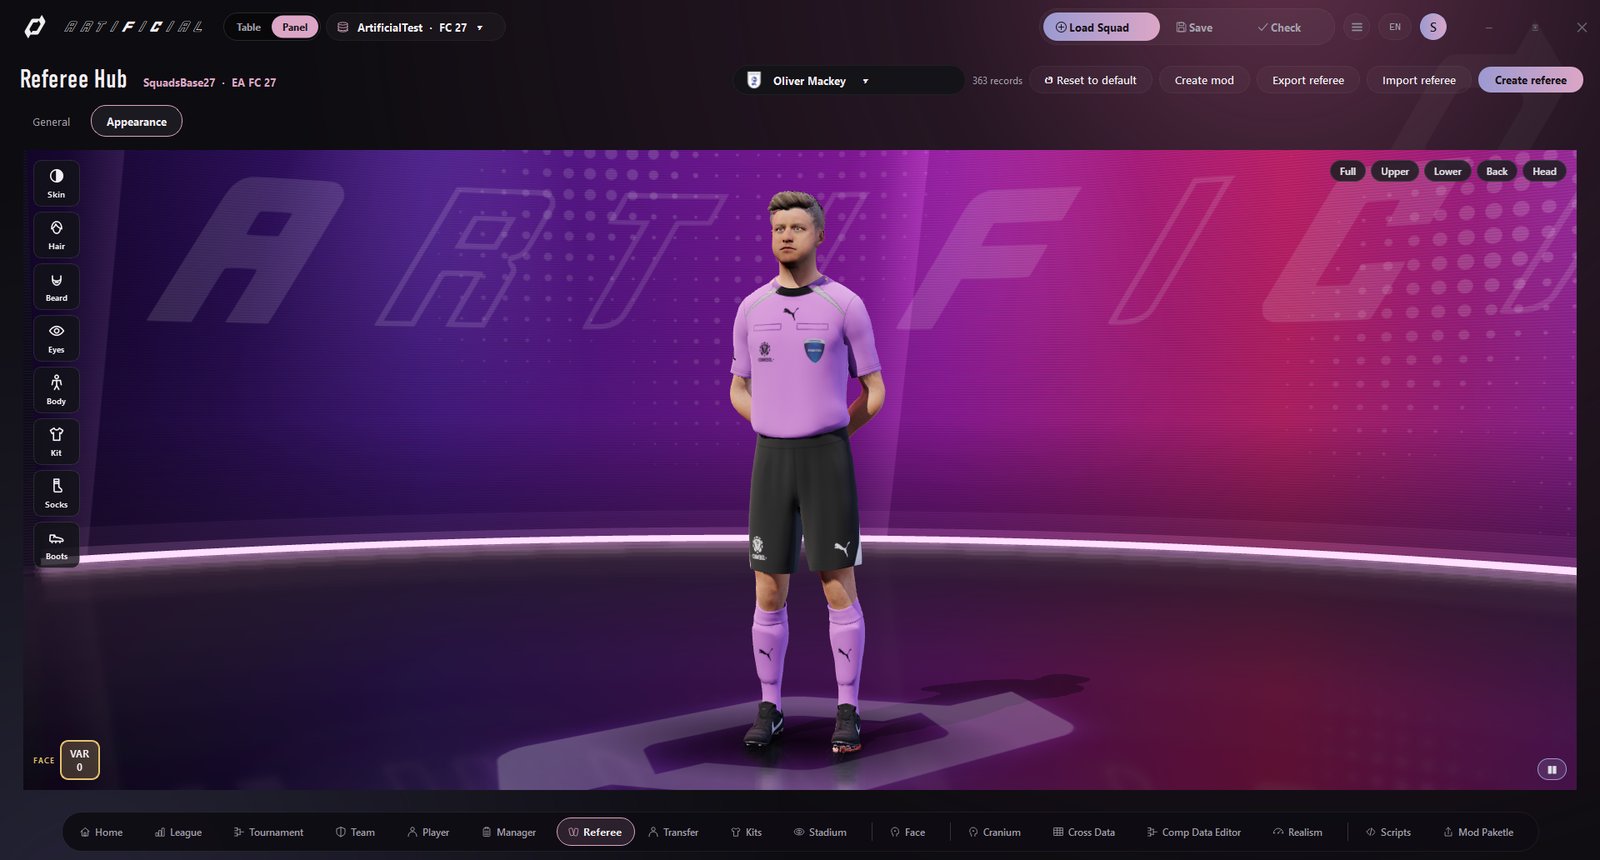 ARTIFICIAL
Table
Panel
ArtificialTest · FC 27
Load Squad
Save
Check
EN
S
Referee Hub
SquadsBase27 · EA FC 27
Oliver Mackey
363 records
Reset to default
Create mod
Export referee
Import referee
Create referee
General
Appearance
Skin
Hair
Beard
Eyes
Body
Kit
Socks
Boots
Full
Upper
Lower
Back
Head
ARTIFICI
FACE
VAR
0
Home
League
Tournament
Team
Player
Manager
Referee
Transfer
Kits
Stadium
Face
Cranium
Cross Data
Comp Data Editor
Realism
Scripts
Mod Paketle